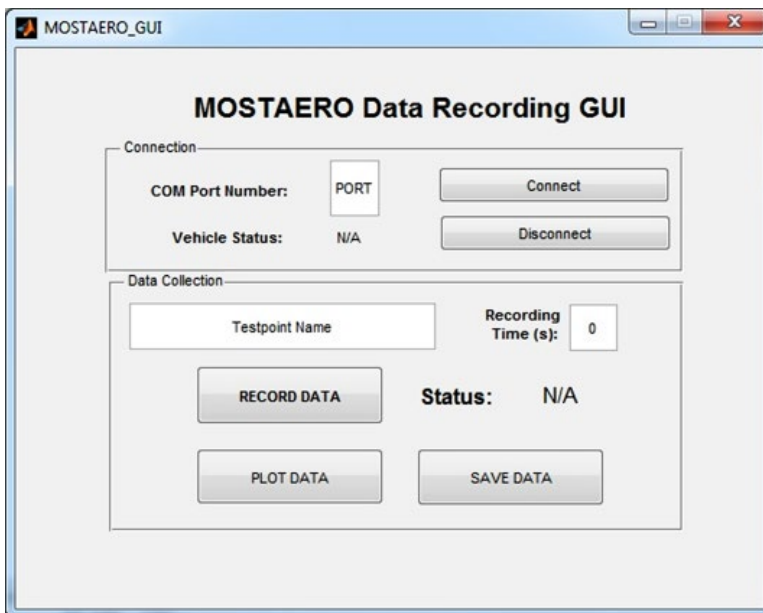 MOSTAERO_GUI
MOSTAERO Data Recording GUI
Connection
COM Port Number:
PORT
Connect
Vehicle Status:
N/A
Disconnect
Data Collection
Testpoint Name
Recording
Time (s):
0
RECORD DATA
Status:
N/A
PLOT DATA
SAVE DATA